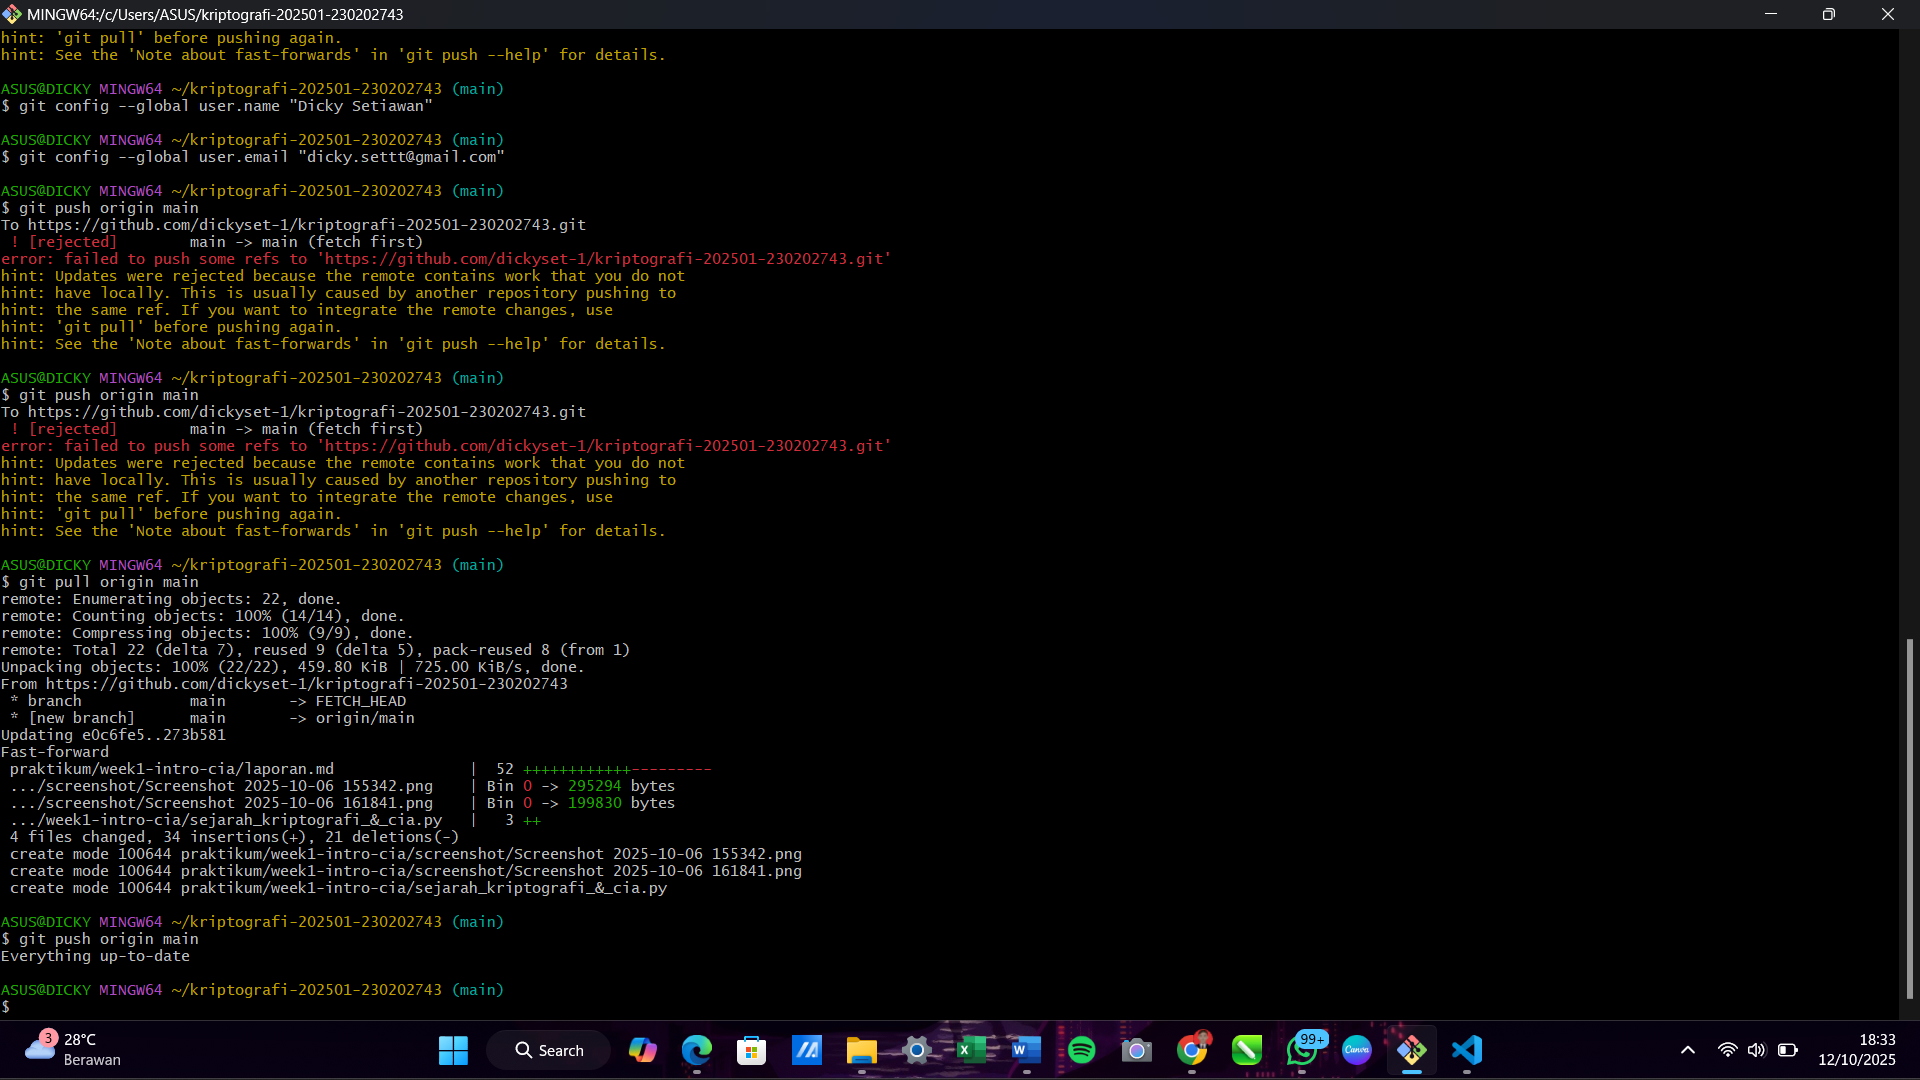 MINGW64:/c/Users/ASUS/kriptografi-202501-230202743
hint: 'git pull' before pushing again.
hint: See the 'Note about fast-forwards' in 'git push --help' for details.
ASUS@DICKY MINGW64 ~/kriptografi-202501-230202743 (main)
$ git config --global user.name "Dicky Setiawan"
ASUS@DICKY MINGW64 ~/kriptografi-202501-230202743 (main)
$ git config --global user.email "dicky.settt@gmail.com"
ASUS@DICKY MINGW64 ~/kriptografi-202501-230202743 (main)
$ git push origin main
To https://github.com/dickyset-1/kriptografi-202501-230202743.git
 ! [rejected]        main -> main (fetch first)
error: failed to push some refs to 'https://github.com/dickyset-1/kriptografi-202501-230202743.git'
hint: Updates were rejected because the remote contains work that you do not
hint: have locally. This is usually caused by another repository pushing to
hint: the same ref. If you want to integrate the remote changes, use
hint: 'git pull' before pushing again.
hint: See the 'Note about fast-forwards' in 'git push --help' for details.
ASUS@DICKY MINGW64 ~/kriptografi-202501-230202743 (main)
$ git push origin main
To https://github.com/dickyset-1/kriptografi-202501-230202743.git
 ! [rejected]        main -> main (fetch first)
error: failed to push some refs to 'https://github.com/dickyset-1/kriptografi-202501-230202743.git'
hint: Updates were rejected because the remote contains work that you do not
hint: have locally. This is usually caused by another repository pushing to
hint: the same ref. If you want to integrate the remote changes, use
hint: 'git pull' before pushing again.
hint: See the 'Note about fast-forwards' in 'git push --help' for details.
ASUS@DICKY MINGW64 ~/kriptografi-202501-230202743 (main)
$ git pull origin main
remote: Enumerating objects: 22, done.
remote: Counting objects: 100% (14/14), done.
remote: Compressing objects: 100% (9/9), done.
remote: Total 22 (delta 7), reused 9 (delta 5), pack-reused 8 (from 1)
Unpacking objects: 100% (22/22), 459.80 KiB | 725.00 KiB/s, done.
From https://github.com/dickyset-1/kriptografi-202501-230202743
 * branch            main       -> FETCH_HEAD
 * [new branch]      main       -> origin/main
Updating e0c6fe5..273b581
Fast-forward
 praktikum/week1-intro-cia/laporan.md               |  52 ++++++++++++---------
 .../screenshot/Screenshot 2025-10-06 155342.png    | Bin 0 -> 295294 bytes
 .../screenshot/Screenshot 2025-10-06 161841.png    | Bin 0 -> 199830 bytes
 .../week1-intro-cia/sejarah_kriptografi_&_cia.py   |   3 ++
 4 files changed, 34 insertions(+), 21 deletions(-)
 create mode 100644 praktikum/week1-intro-cia/screenshot/Screenshot 2025-10-06 155342.png
 create mode 100644 praktikum/week1-intro-cia/screenshot/Screenshot 2025-10-06 161841.png
 create mode 100644 praktikum/week1-intro-cia/sejarah_kriptografi_&_cia.py
ASUS@DICKY MINGW64 ~/kriptografi-202501-230202743 (main)
$ git push origin main
Everything up-to-date
ASUS@DICKY MINGW64 ~/kriptografi-202501-230202743 (main)
$
3
28°C
Berawan
Search
99+
Canva
18:33
12/10/2025